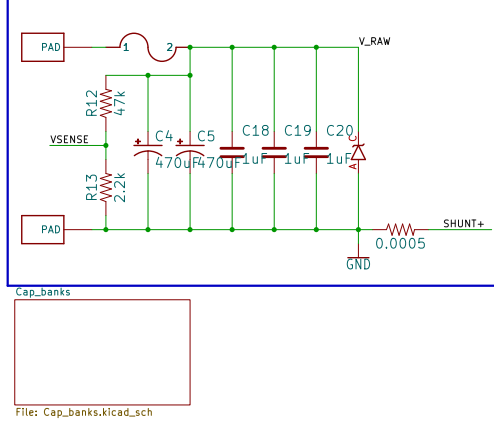 PAD
1
2
V_RAW
R12
47k
C4
C5
C18
C19
C20
C
VSENSE
470uF
470uF
1uF
1uF
1uF
A
R13
2.2k
PAD
SHUNT+
0.0005
GND
Cap_banks
File: Cap_banks.kicad_sch